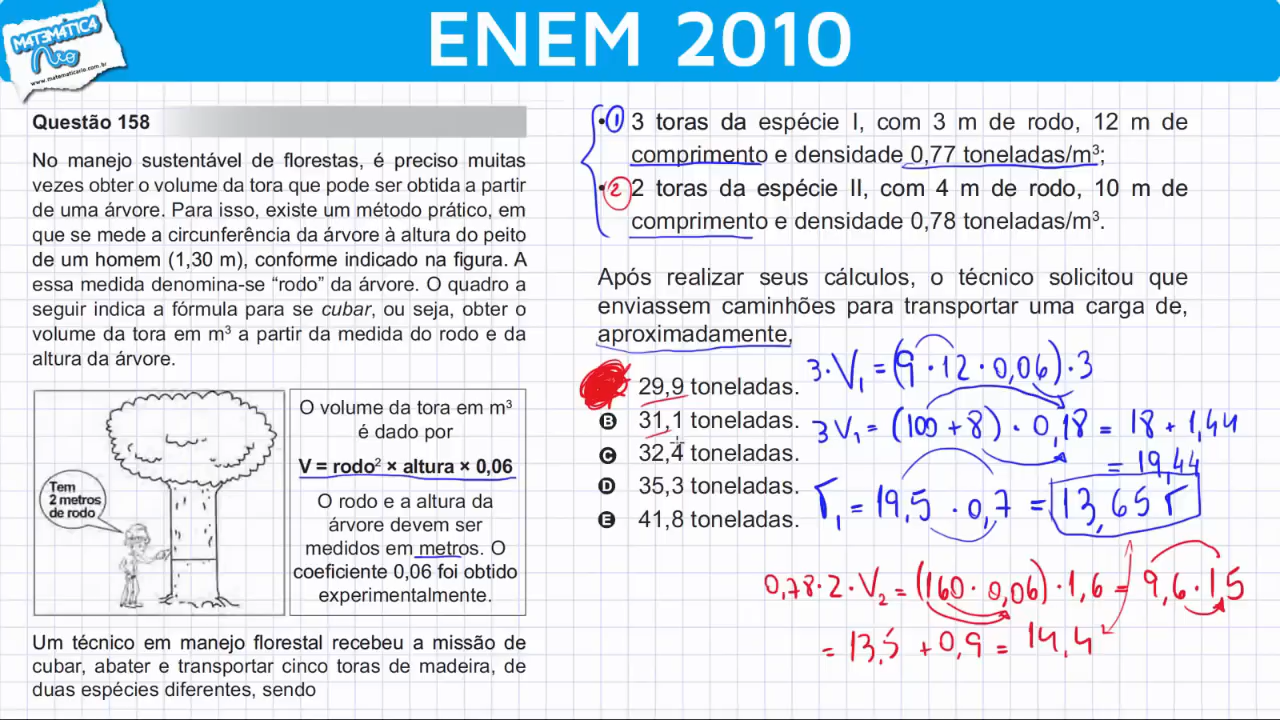 MATEMÁTICA
Rio
www.matematicario.com.br
ENEM 2010
Questão 158
No manejo sustentável de florestas, é preciso muitas
vezes obter o volume da tora que pode ser obtida a partir
de uma árvore. Para isso, existe um método prático, em
que se mede a circunferência da árvore à altura do peito
de um homem (1,30 m), conforme indicado na figura. A
essa medida denomina-se “rodo” da árvore. O quadro a
seguir indica a fórmula para se cubar, ou seja, obter o
volume da tora em m³ a partir da medida do rodo e da
altura da árvore.
Tem
2 metros
de rodo
O volume da tora em m³
é dado por
V = rodo² × altura × 0,06
O rodo e a altura da
árvore devem ser
medidos em metros. O
coeficiente 0,06 foi obtido
experimentalmente.
Um técnico em manejo florestal recebeu a missão de
cubar, abater e transportar cinco toras de madeira, de
duas espécies diferentes, sendo
• 1 3 toras da espécie I, com 3 m de rodo, 12 m de
comprimento e densidade 0,77 toneladas/m³;
• 2 2 toras da espécie II, com 4 m de rodo, 10 m de
comprimento e densidade 0,78 toneladas/m³.
Após realizar seus cálculos, o técnico solicitou que
enviassem caminhões para transportar uma carga de,
aproximadamente,
29,9 toneladas.
B 31,1 toneladas.
C 32,4 toneladas.
D 35,3 toneladas.
E 41,8 toneladas.
3·V₁ = (9·12·0,06)·3
3V₁ = (100+8)·0,18 = 18 + 1,44
= 19,44
T₁ = 19,5 · 0,7 = 13,65 T
0,78·2·V₂ = (160·0,06)·1,6 = 9,6·1,5
= 13,5 + 0,9 = 14,4